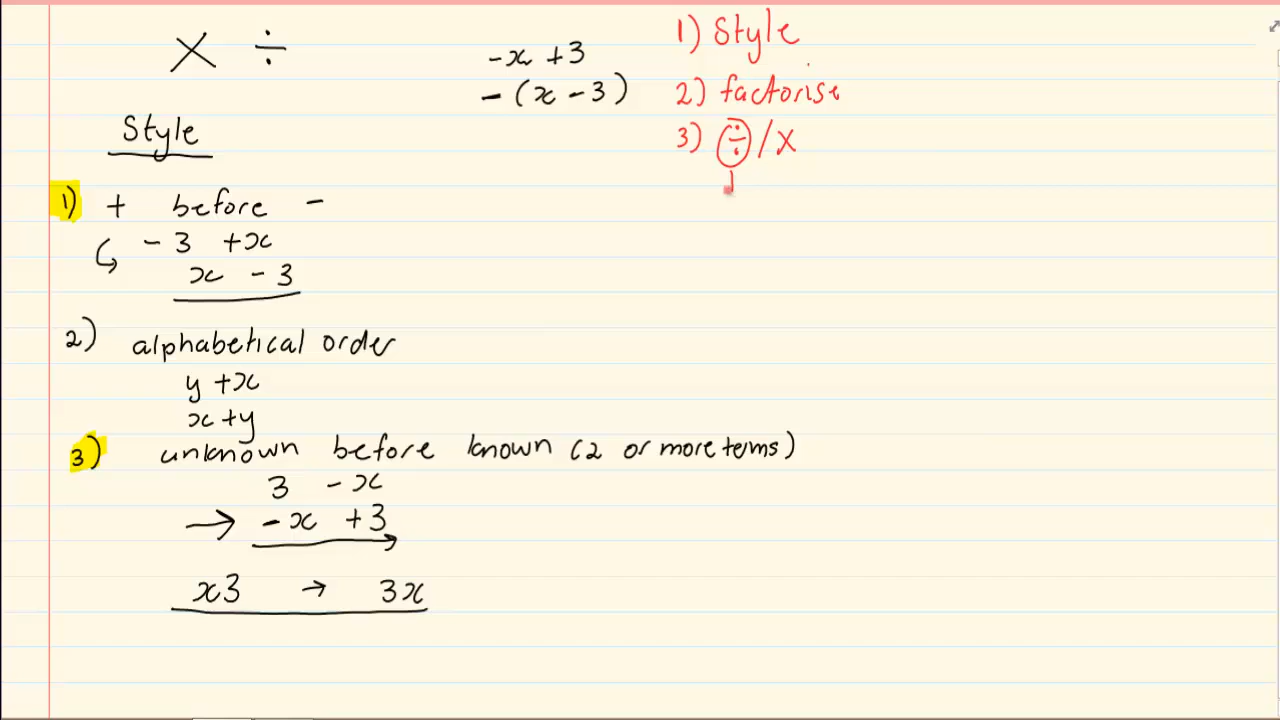 × ÷
Style
1) + before -
- 3 + x
x - 3
2) alphabetical order
y + x
x + y
3) unknown before known (2 or more terms)
3 - x
→ - x + 3
x3 → 3x
-x + 3
- (x - 3)
1) Style
2) factorise
3) ÷ / ×